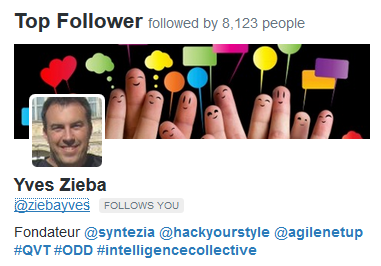 Top Follower followed by 8,123 people
Yves Zieba
@ziebayves FOLLOWS YOU
Fondateur @syntezia @hackyourstyle @agilenetup
#QVT #ODD #intelligencecollective